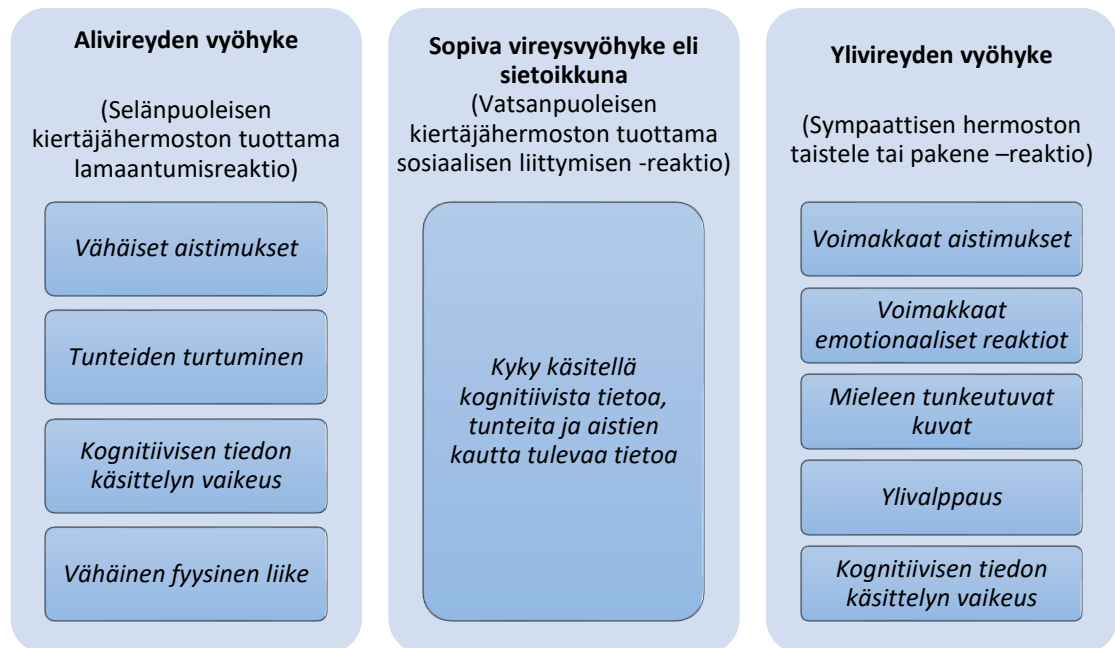 Alivireyden vyöhyke
(Selänpuoleisen
kiertäjähermoston tuottama
lamaantumisreaktio)
Vähäiset aistimukset
Tunteiden turtuminen
Kognitiivisen tiedon
käsittelyn vaikeus
Vähäinen fyysinen liike
Sopiva vireysvyöhyke eli
sietoikkuna
(Vatsanpuoleisen
kiertäjähermoston tuottama
sosiaalisen liittymisen -reaktio)
Kyky käsitellä
kognitiivista tietoa,
tunteita ja aistien
kautta tulevaa tietoa
Ylivireyden vyöhyke
(Sympaattisen hermoston
taistele tai pakene –reaktio)
Voimakkaat aistimukset
Voimakkaat
emotionaaliset reaktiot
Mieleen tunkeutuvat
kuvat
Ylivalppaus
Kognitiivisen tiedon
käsittelyn vaikeus